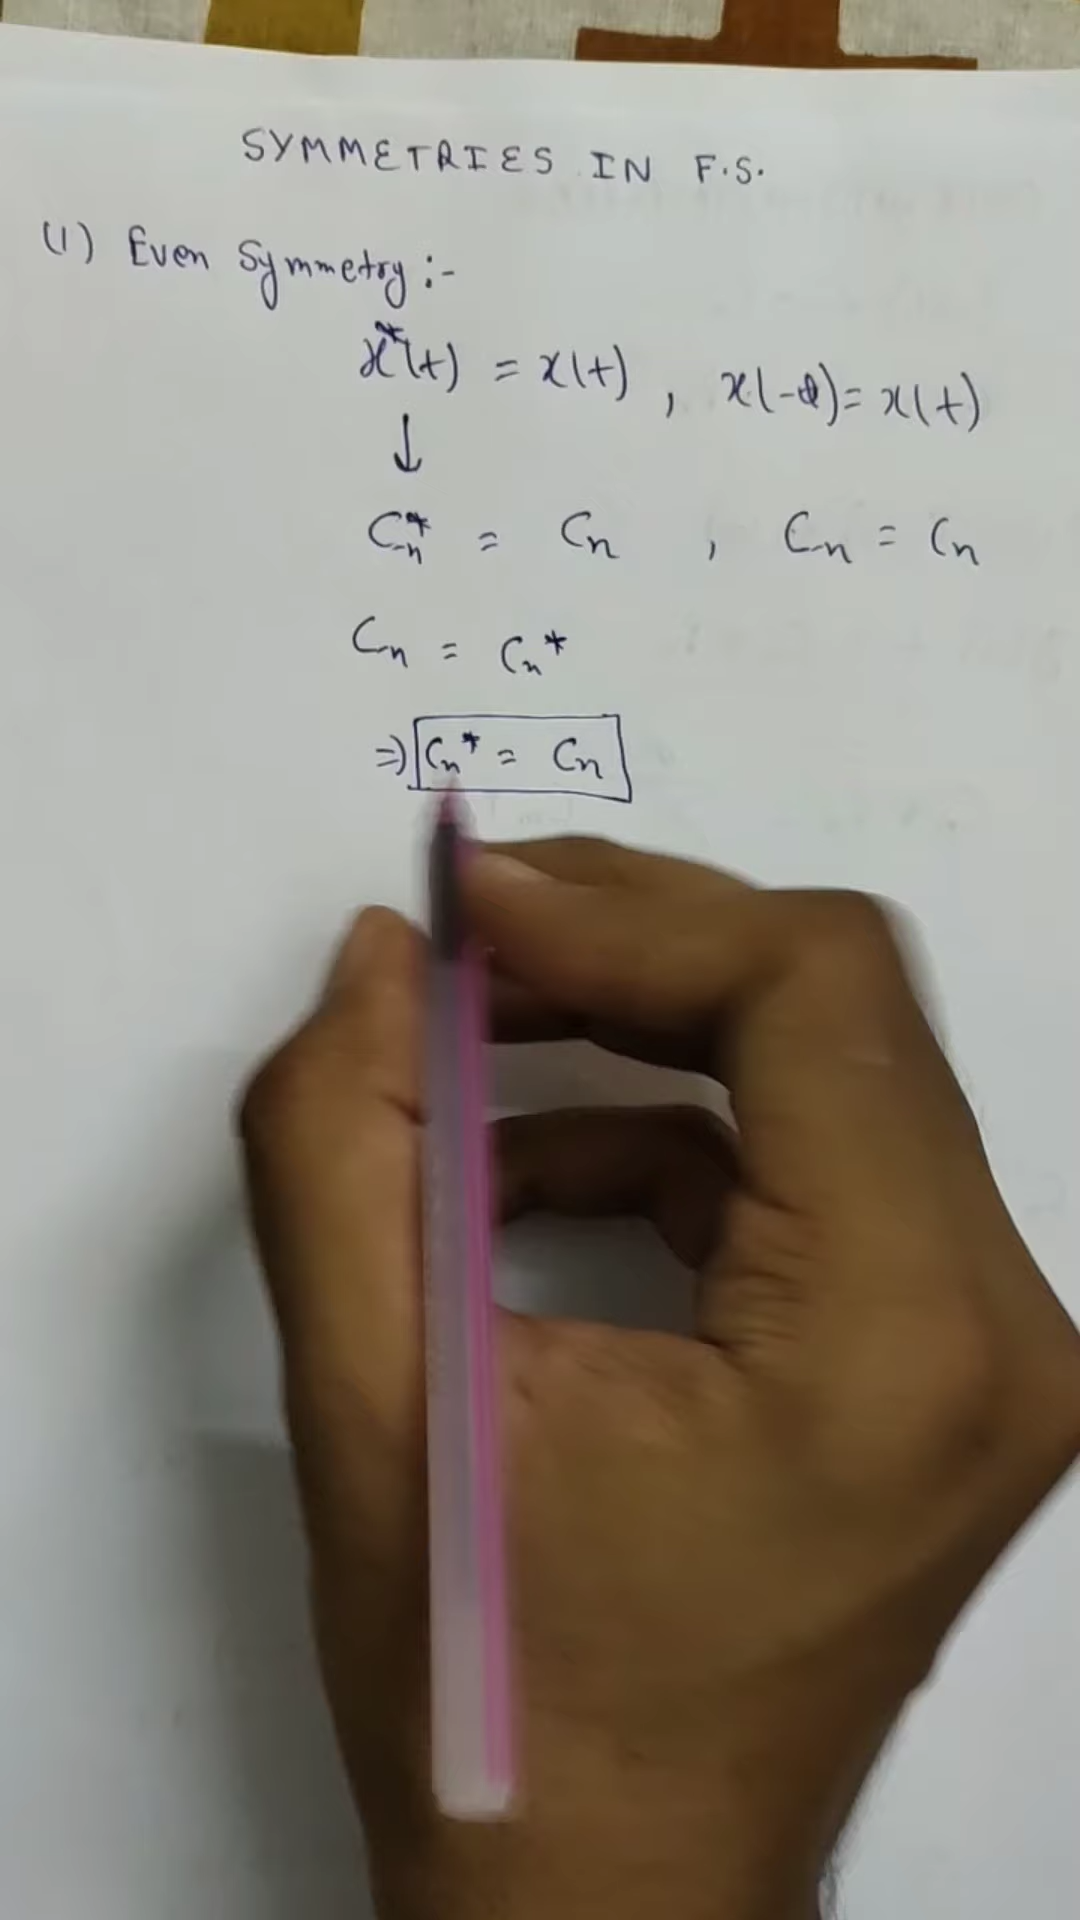 SYMMETRIES IN F.S.
(1) Even Symmetry :-
x*(t) = x(t) , x(-t) = x(t)
↓
C₋n* = Cn , C₋n = Cn
Cn = Cn*
⇒ Cn* = Cn